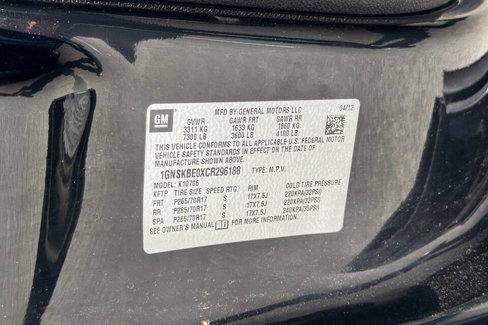 GM
MFD BY GENERAL MOTORS LLC 04/12
GVWR GAWR FRT GAWR RR
3311 KG 1633 KG 1860 KG
7300 LB 3600 LB 4100 LB
THIS VEHICLE CONFORMS TO ALL APPLICABLE U.S. FEDERAL MOTOR
VEHICLE SAFETY STANDARDS IN EFFECT ON THE DATE OF
MANUFACTURE SHOWN ABOVE.
1GNSKBE0XCR296188 TYPE: M.P.V.
MODEL: K10706
KFTP TIRE SIZE SPEED RTG RIM COLD TIRE PRESSURE
FRT P265/70R17 S 17X7.5J 220KPA(32PSI)
RR P265/70R17 S 17X7.5J 220KPA(32PSI)
SPA P265/70R17 S 17X7.5J 240KPA(35PSI)
SEE OWNER'S MANUAL FOR MORE INFORMATION.